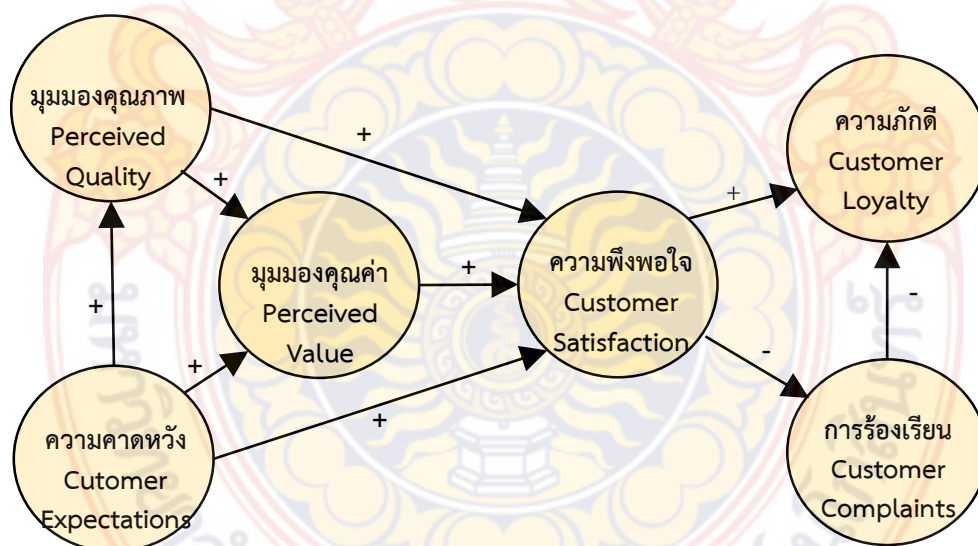 มุมมองคุณภาพ
Perceived
Quality
+
+
มุมมองคุณค่า
Perceived
Value
+
+
+
+
ความคาดหวัง
Cutomer
Expectations
ความพึงพอใจ
Customer
Satisfaction
+
-
ความภักดี
Customer
Loyalty
-
การร้องเรียน
Customer
Complaints